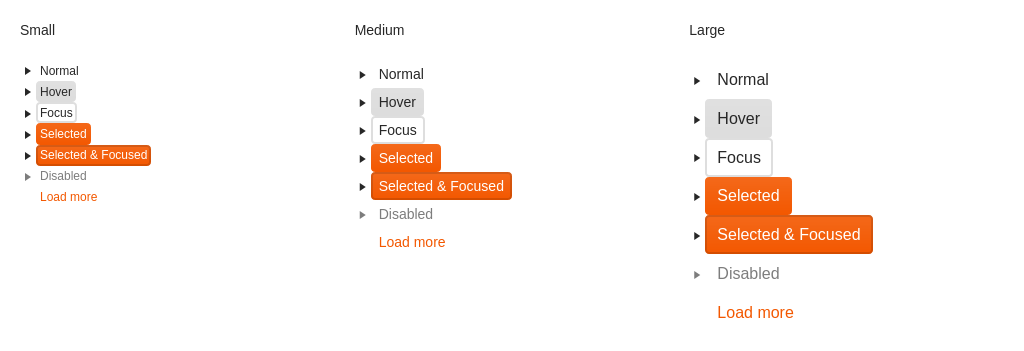 Small
Normal
Hover
Focus
Selected
Selected & Focused
Disabled
Load more
Medium
Normal
Hover
Focus
Selected
Selected & Focused
Disabled
Load more
Large
Normal
Hover
Focus
Selected
Selected & Focused
Disabled
Load more